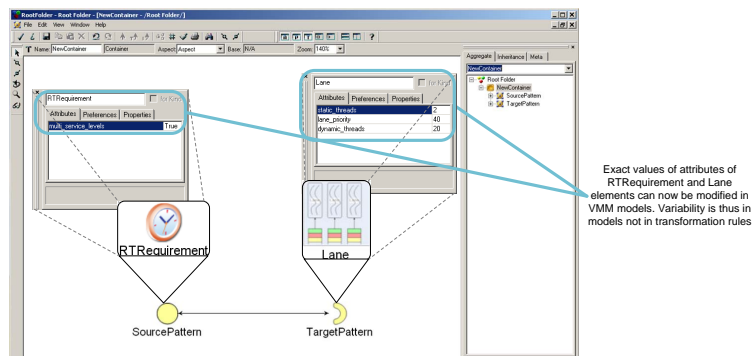 RootFolder - Root Folder - [NewContainer - /Root Folder/]
File Edit View Window Help
Name: NewContainer Container Aspect: Aspect Base: N/A Zoom: 140%
Aggregate Inheritance Meta
NewContainer
Root Folder
NewContainer
SourcePattern
TargetPattern
RTRequirement for Kind
Attributes Preferences Properties
multi_service_levels True
Lane for Kind
Attributes Preferences Properties
static_threads 2
lane_priority 40
dynamic_threads 20
RTRequirement
Lane
SourcePattern
TargetPattern
Exact values of attributes of
RTRequirement and Lane
elements can now be modified in
VMM models. Variability is thus in
models not in transformation rules